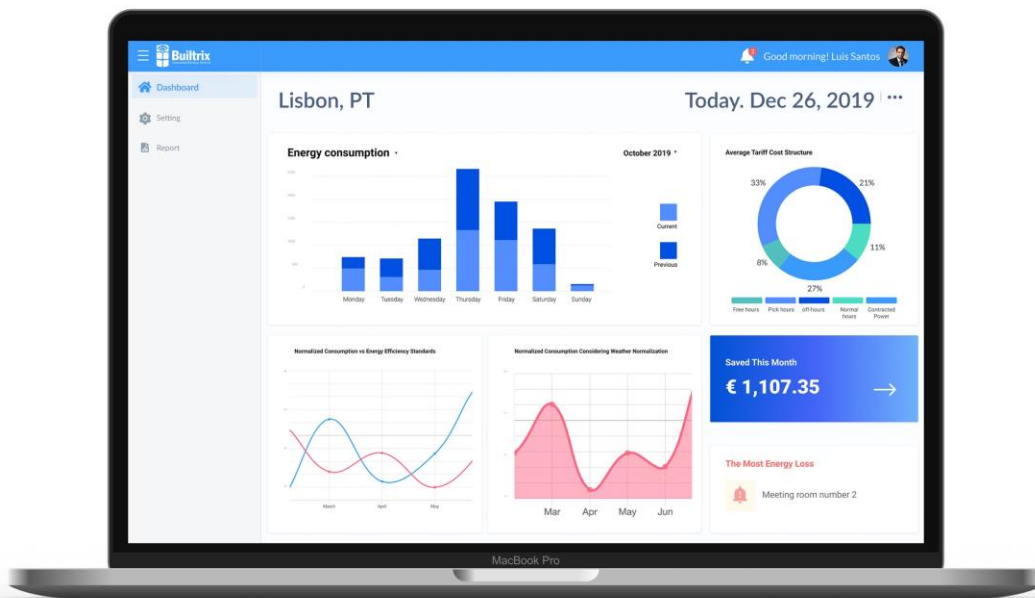 Builtrix
2
Good morning! Luis Santos
Dashboard
Setting
Report
Lisbon, PT
Today. Dec 26, 2019
Energy consumption
October 2019
Current
Previous
Monday Tuesday Wednesday Thursday Friday Saturday Sunday
Average Tariff Cost Structure
33%
21%
11%
8%
27%
Free hours Pick hours off-hours Normal hours Contracted Power
Normalized Consumption vs Energy Efficiency Standards
March April May
Normalized Consumption Considering Weather Normalization
Mar Apr May Jun
Saved This Month
€ 1,107.35
The Most Energy Loss
Meeting room number 2
MacBook Pro